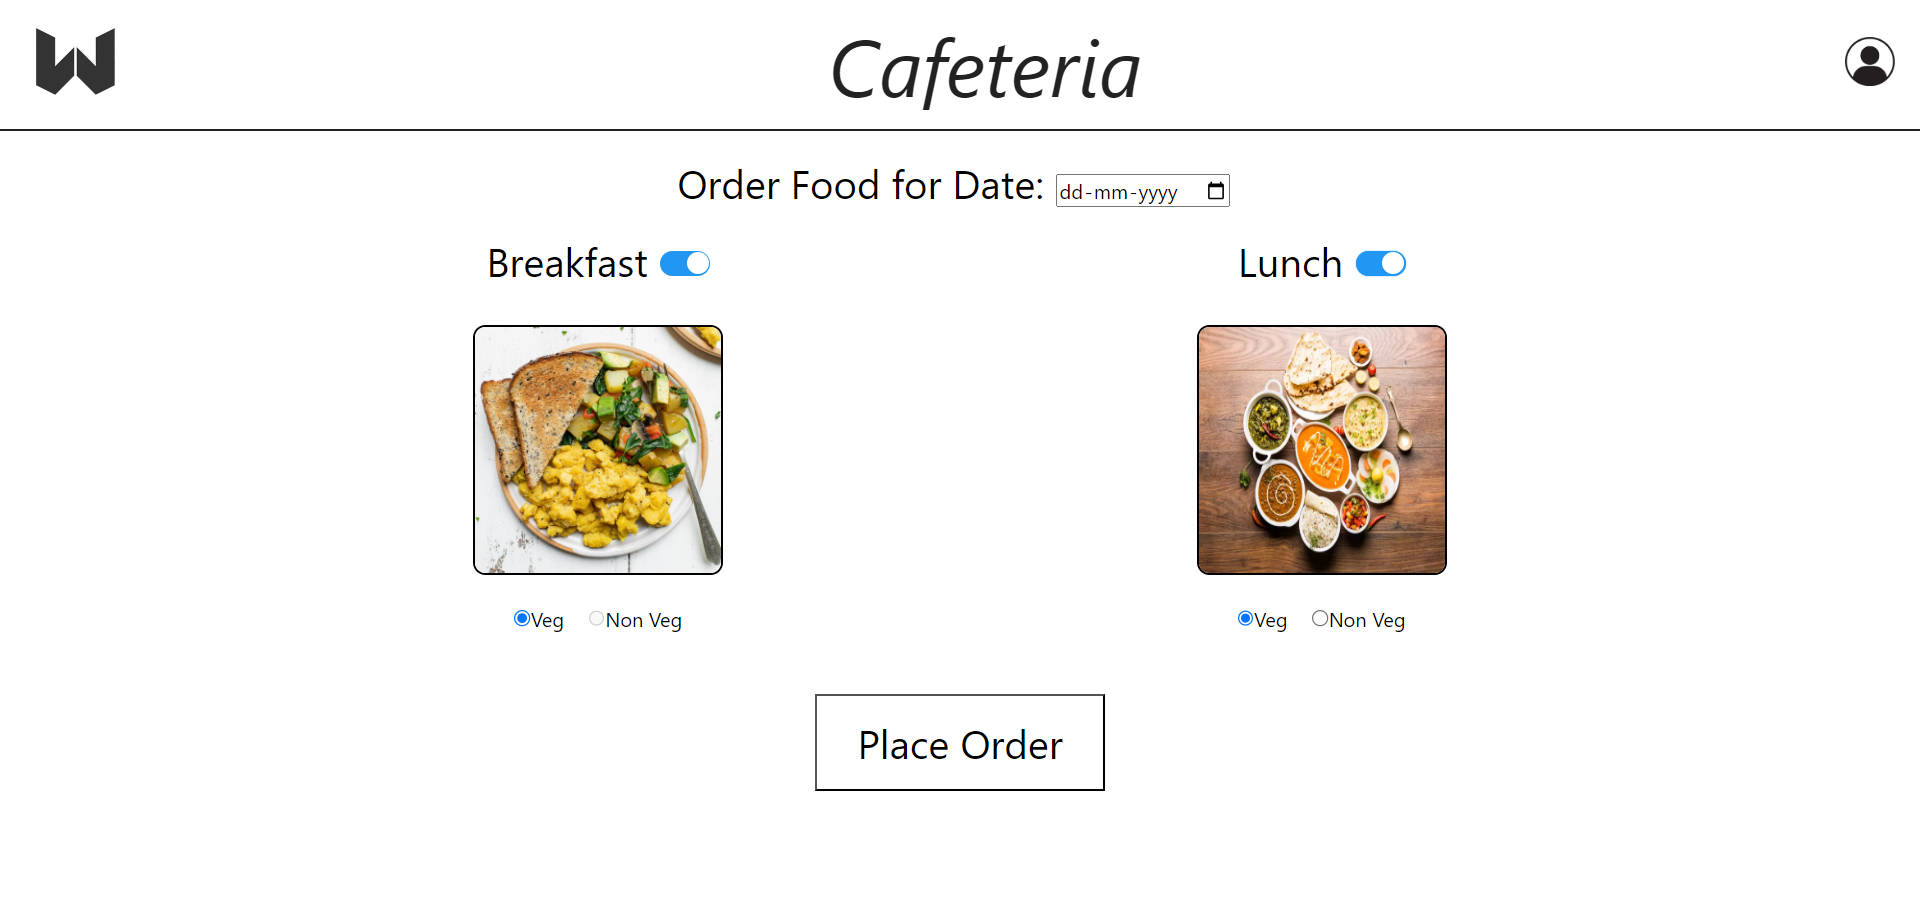 Cafeteria
Order Food for Date: dd-mm-yyyy
Breakfast
Lunch
Veg Non Veg
Veg Non Veg
Place Order